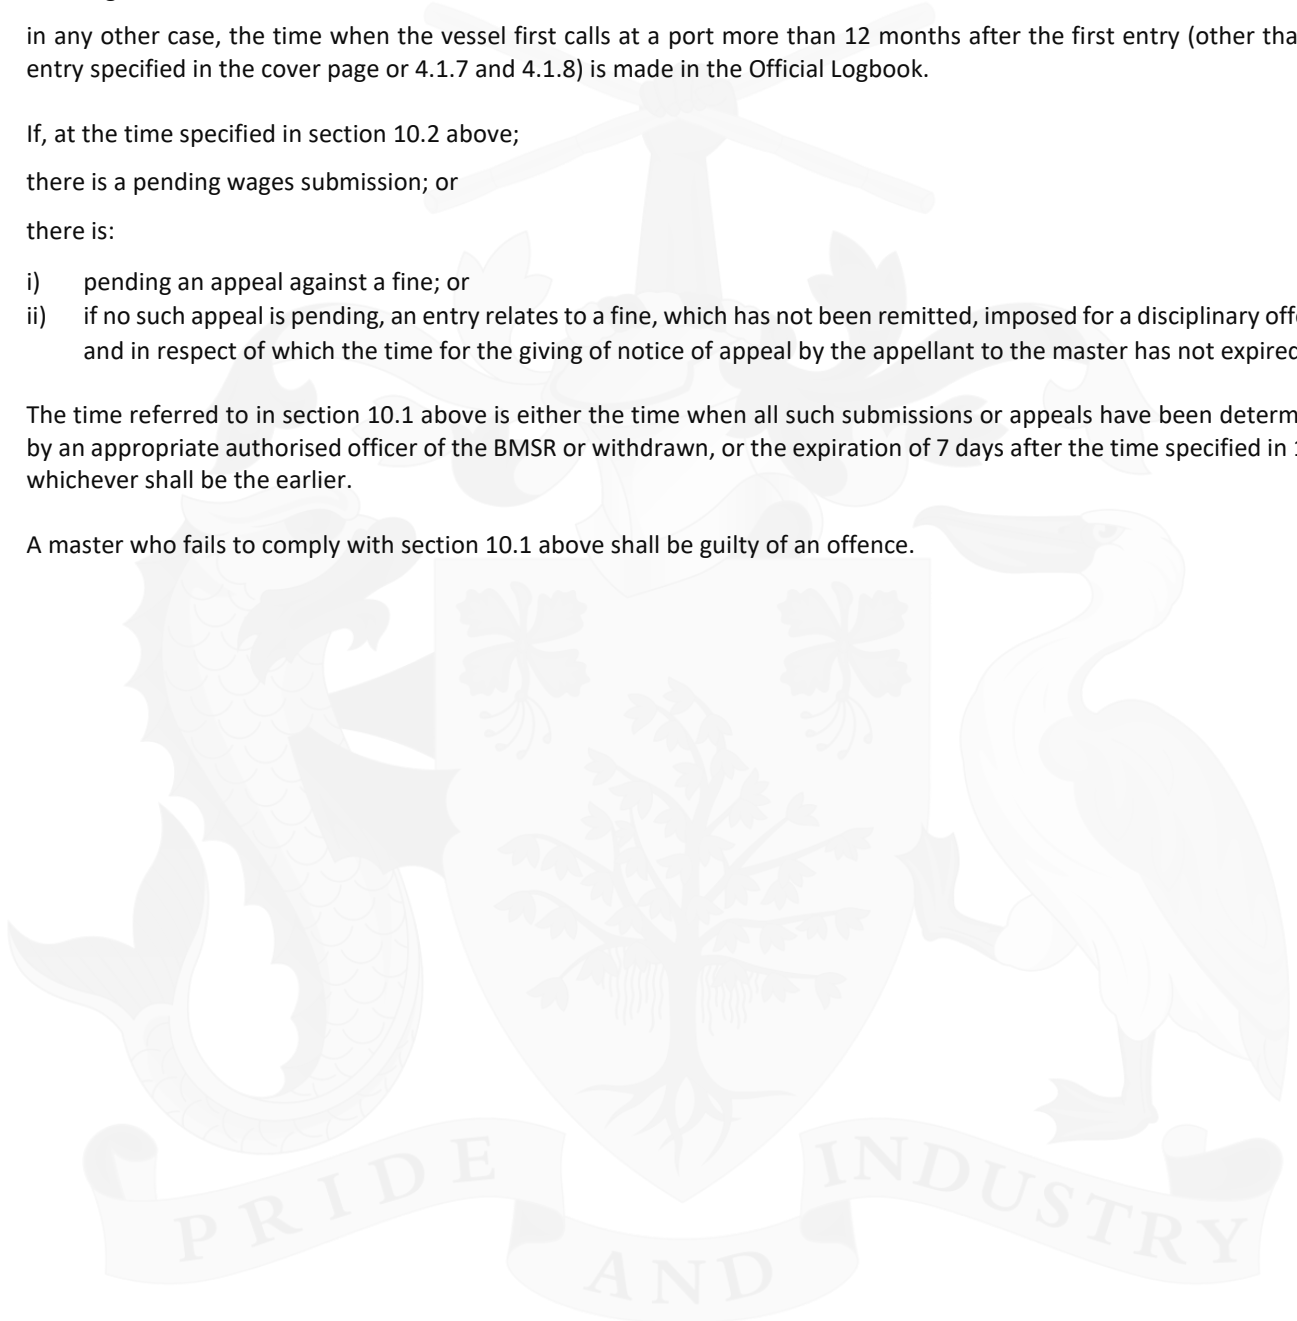 in any other case, the time when the vessel first calls at a port more than 12 months after the first entry (other tha
entry specified in the cover page or 4.1.7 and 4.1.8) is made in the Official Logbook.
If, at the time specified in section 10.2 above;
there is a pending wages submission; or
there is:
i) pending an appeal against a fine; or
ii) if no such appeal is pending, an entry relates to a fine, which has not been remitted, imposed for a disciplinary off
and in respect of which the time for the giving of notice of appeal by the appellant to the master has not expired
The time referred to in section 10.1 above is either the time when all such submissions or appeals have been determ
by an appropriate authorised officer of the BMSR or withdrawn, or the expiration of 7 days after the time specified in
whichever shall be the earlier.
A master who fails to comply with section 10.1 above shall be guilty of an offence.
PRIDE AND INDUSTRY